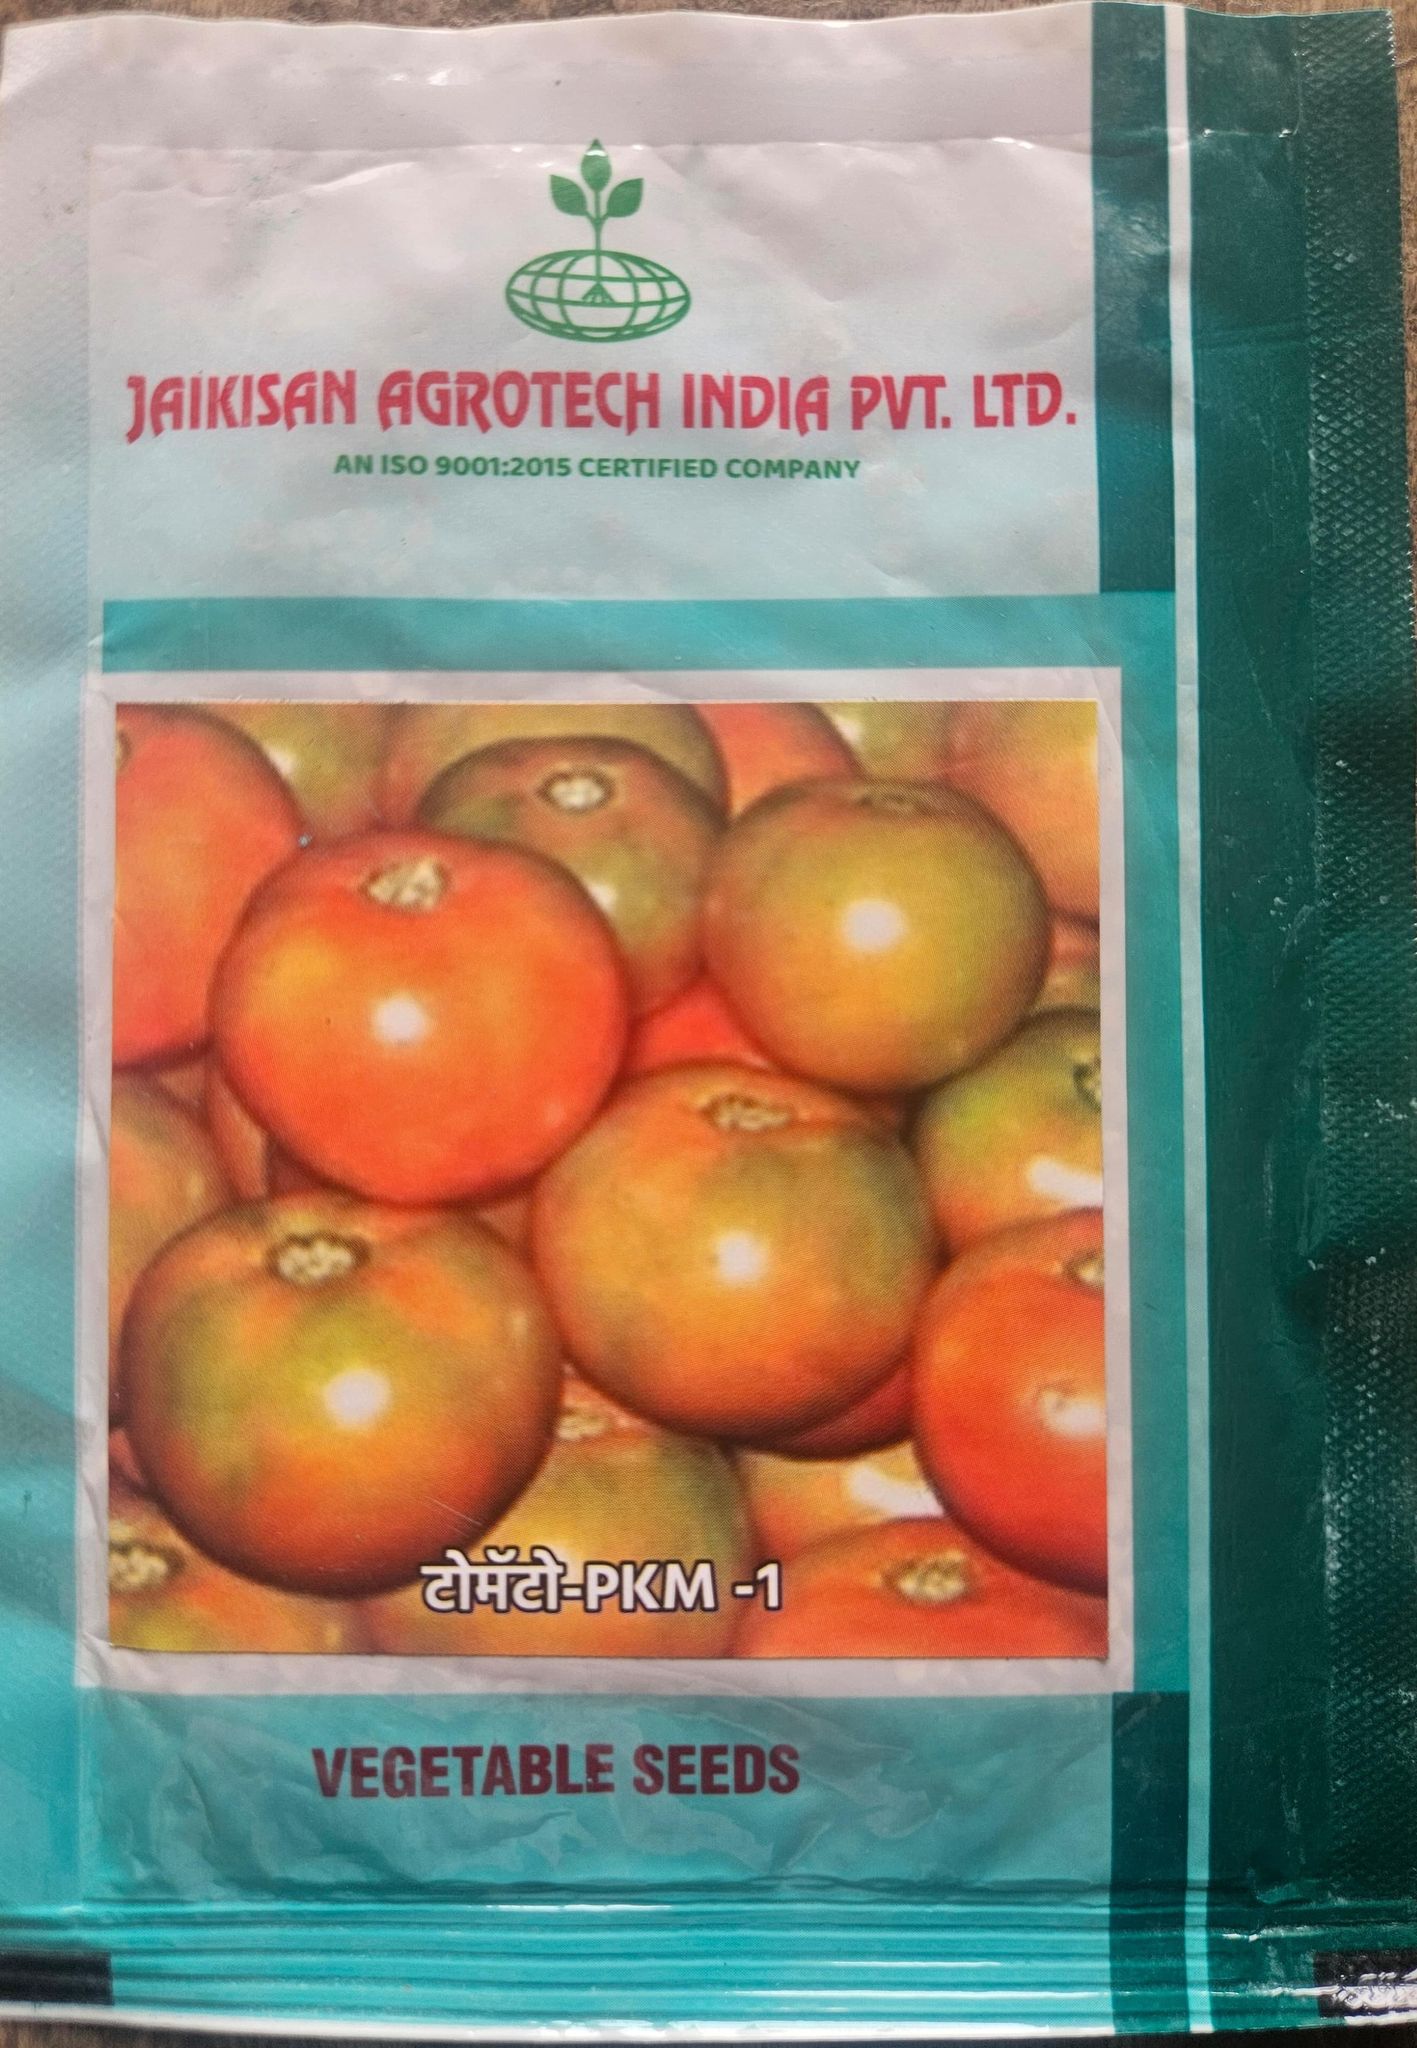 JAIKISAN AGROTECH INDIA PVT. LTD.
AN ISO 9001:2015 CERTIFIED COMPANY
टोमॅटो-PKM -1
VEGETABLE SEEDS